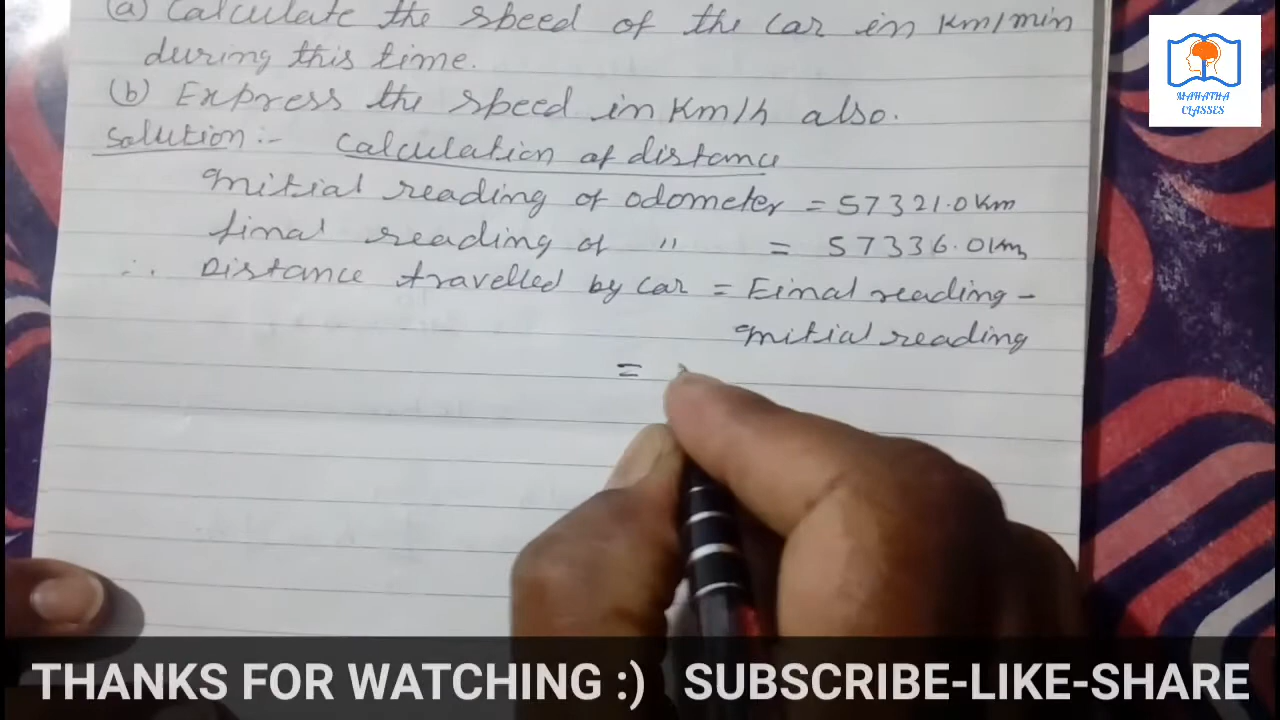 (a) Calculate the speed of the car in Km/min
during this time.
(b) Express the speed in Km/h also.
Solution:- Calculation of distance
Initial reading of odometer = 57321.0 Km
final reading of " = 57336.0 Km
∴ Distance travelled by Car = Final reading -
Initial reading
=
MAHATHA
CLASSES
THANKS FOR WATCHING :) SUBSCRIBE-LIKE-SHARE